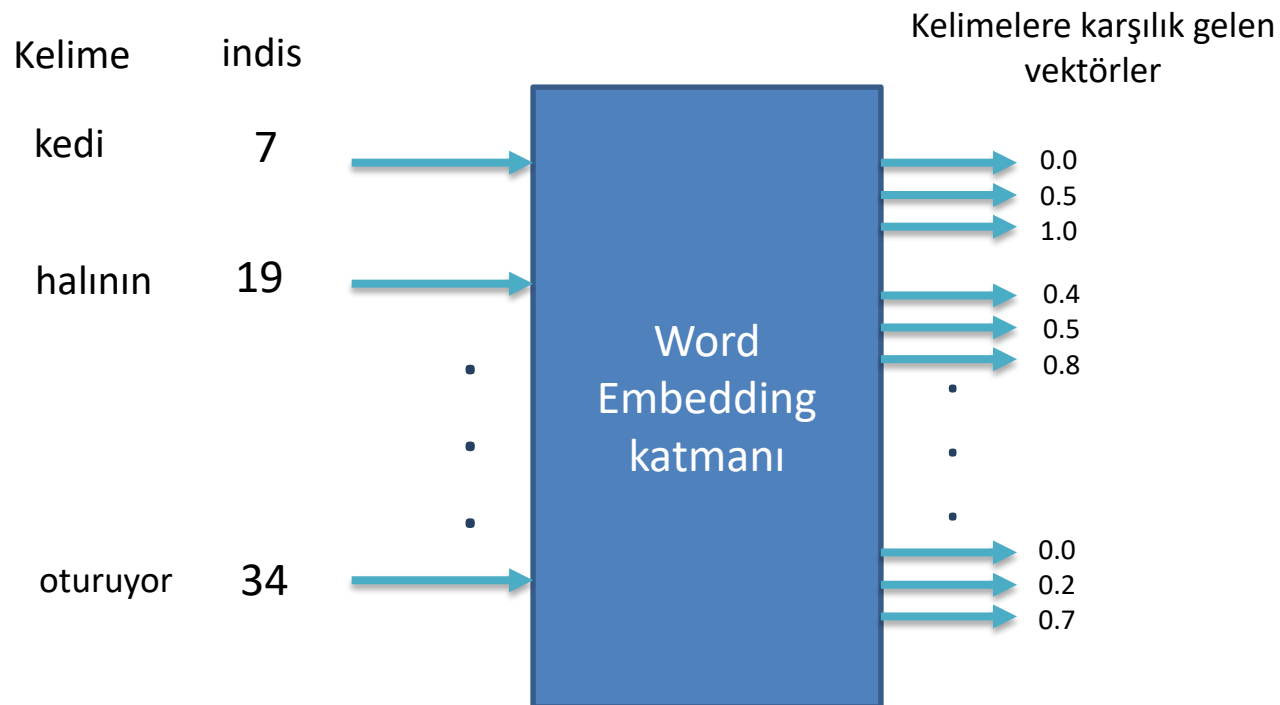 Kelime indis
Kelimelere karşılık gelen
vektörler
kedi 7
0.0
0.5
1.0
halının 19
0.4
0.5
0.8
Word
Embedding
katmanı
oturuyor 34
0.0
0.2
0.7